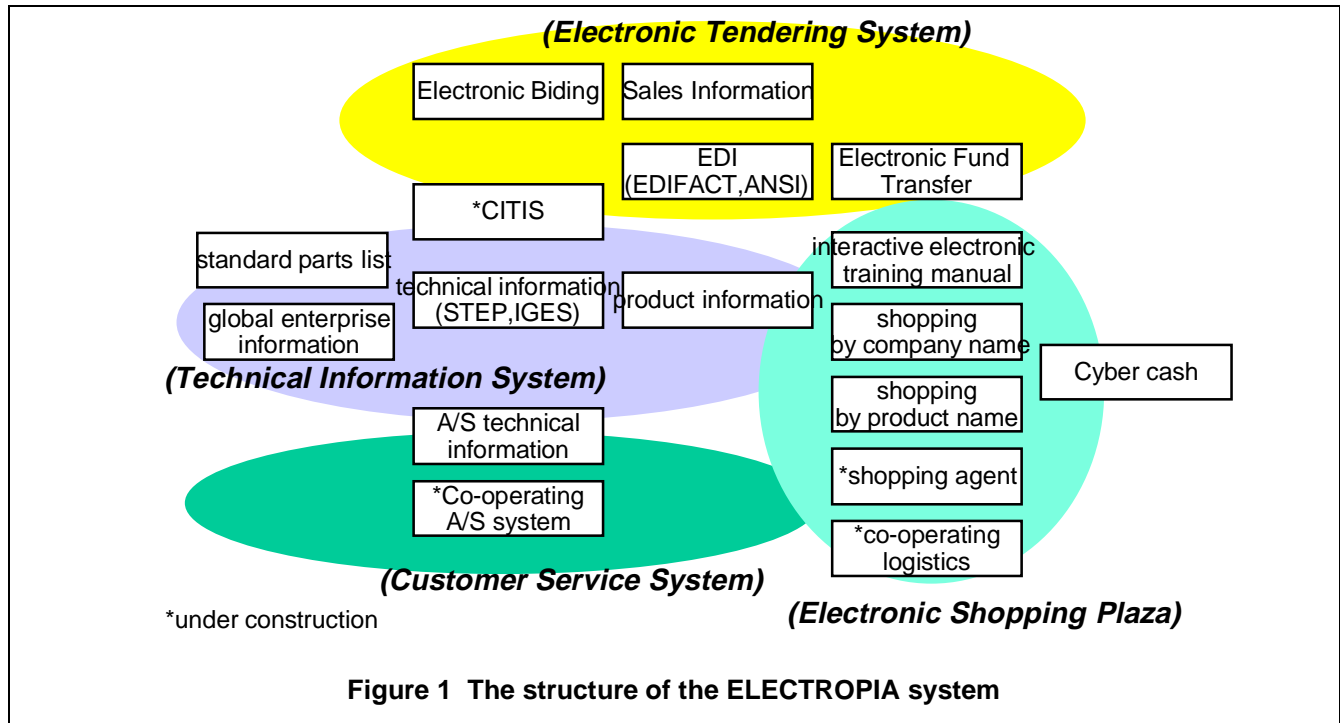 (Electronic Tendering System)
Electronic Biding
Sales Information
EDI
(EDIFACT,ANSI)
Electronic Fund
Transfer
*CITIS
standard parts list
technical information
(STEP,IGES)
product information
global enterprise
information
(Technical Information System)
interactive electronic
training manual
shopping
by company name
Cyber cash
shopping
by product name
*shopping agent
*co-operating
logistics
A/S technical
information
*Co-operating
A/S system
(Customer Service System)
(Electronic Shopping Plaza)
*under construction
Figure 1 The structure of the ELECTROPIA system